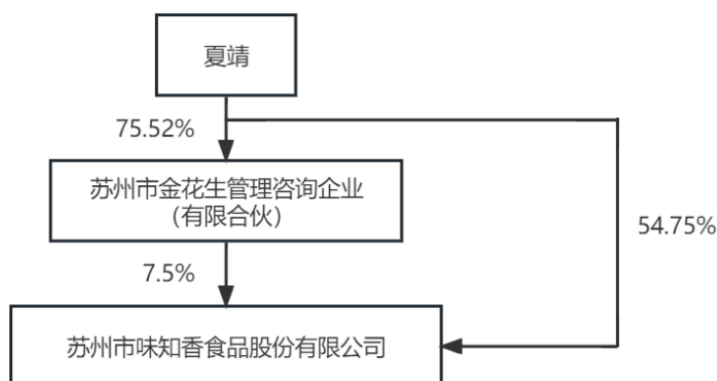 夏靖
75.52%
苏州市金花生管理咨询企业
（有限合伙）
54.75%
7.5%
苏州市味知香食品股份有限公司